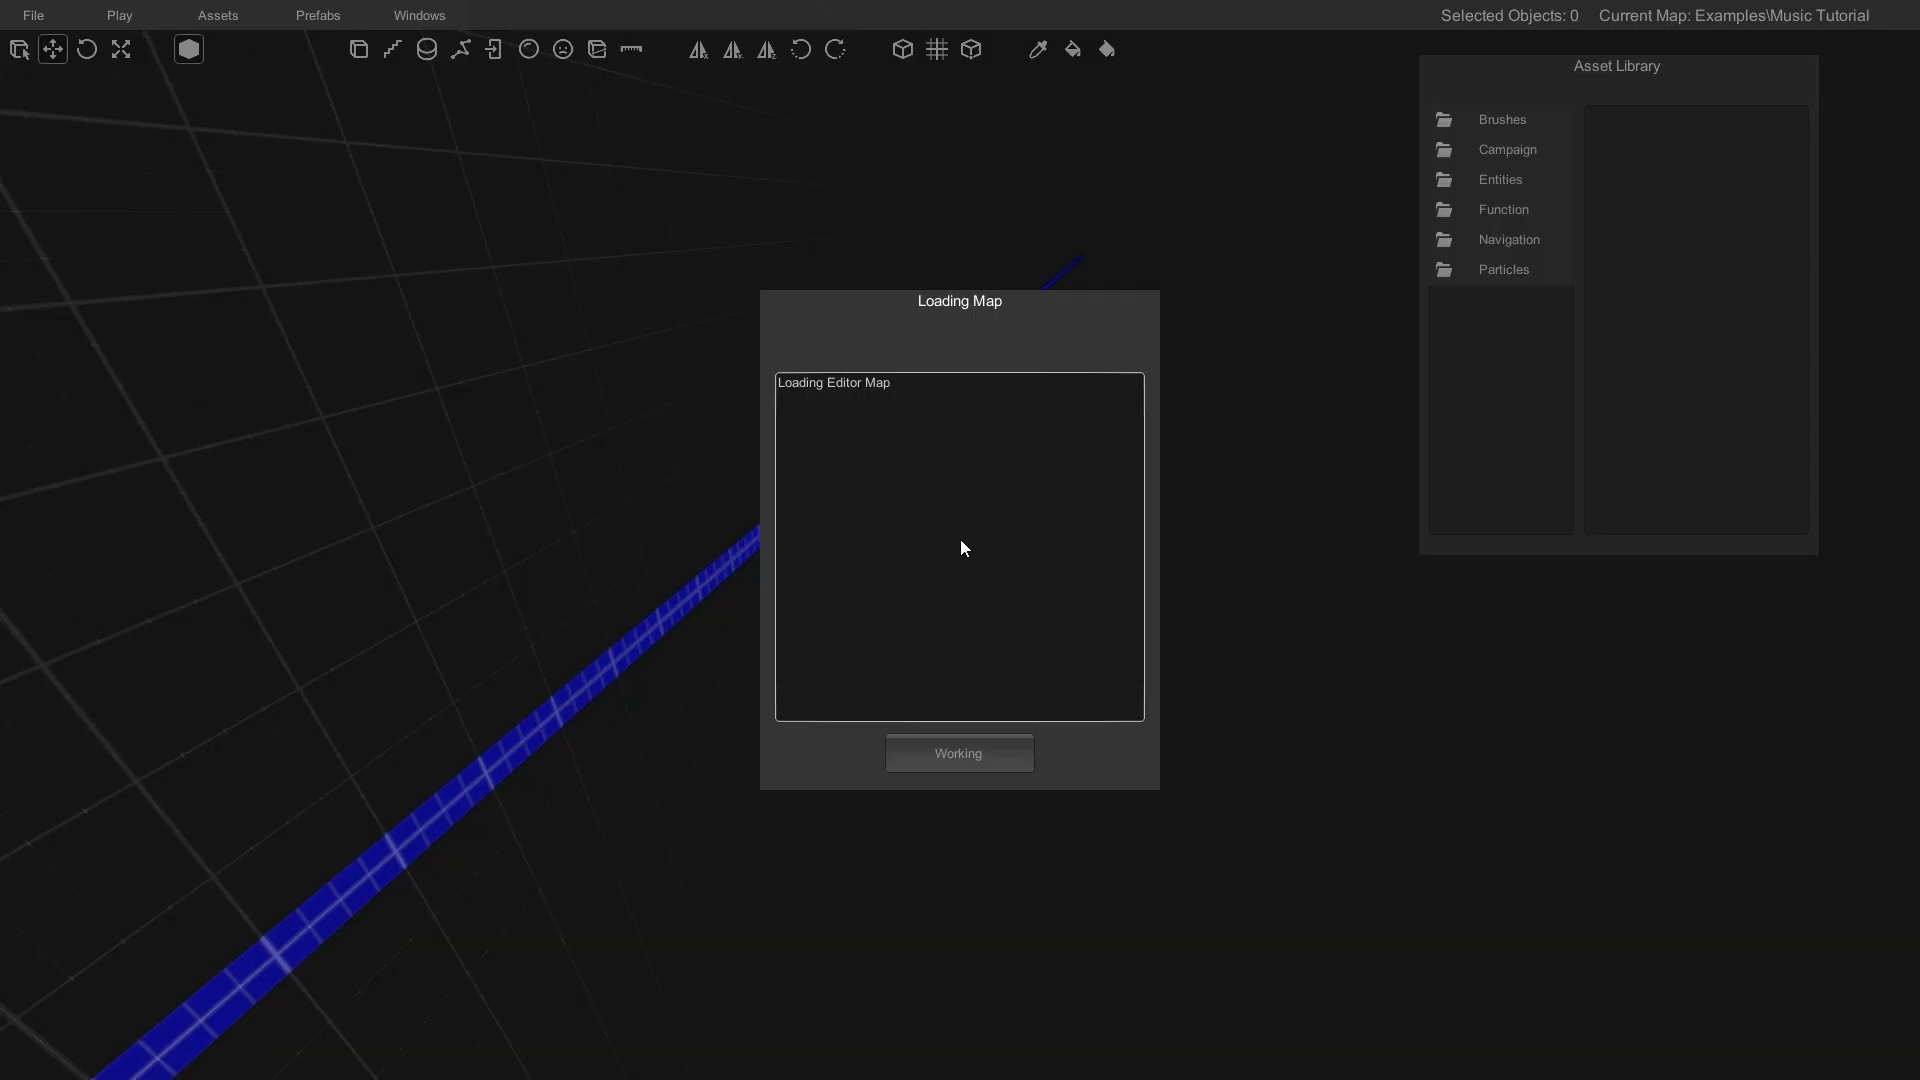 File Play Assets Prefabs Windows Selected Objects: 0 Current Map: Examples\Music Tutorial
Asset Library
Brushes
Campaign
Entities
Function
Navigation
Particles
Loading Map
Loading Editor Map
Working